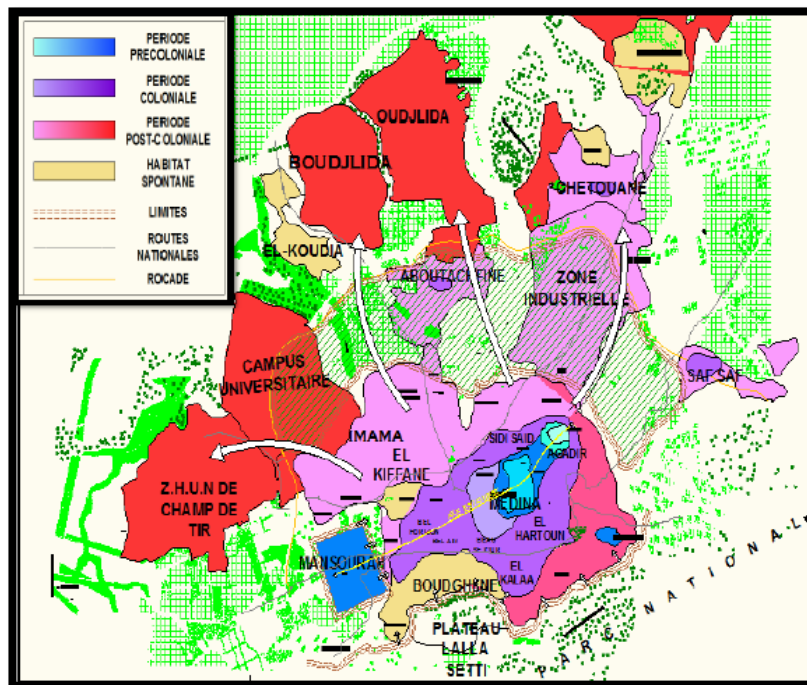 PERIODE
PRECOLONIALE
PERIODE
COLONIALE
PERIODE
POST-COLONIALE
HABITAT
SPONTANE
LIMITES
ROUTES
NATIONALES
ROCADE
OUDJLIDA
BOUDJLIDA
CHETOUANE
EL-KOUDIA
ABOUTACHFINE
ZONE
INDUSTRIELLE
CAMPUS
UNIVERSITAIRE
SAF SAF
IMAMA
EL
KIFFANE
SIDI SAID
AGADIR
Z.H.U.N DE
CHAMP DE
TIR
MEDINA
EL
HARTOUN
MANSOURAH
EL
KALAA
BOUDGHENE
PLATEAU
LALLA
SETTI
PARC NATIONAL